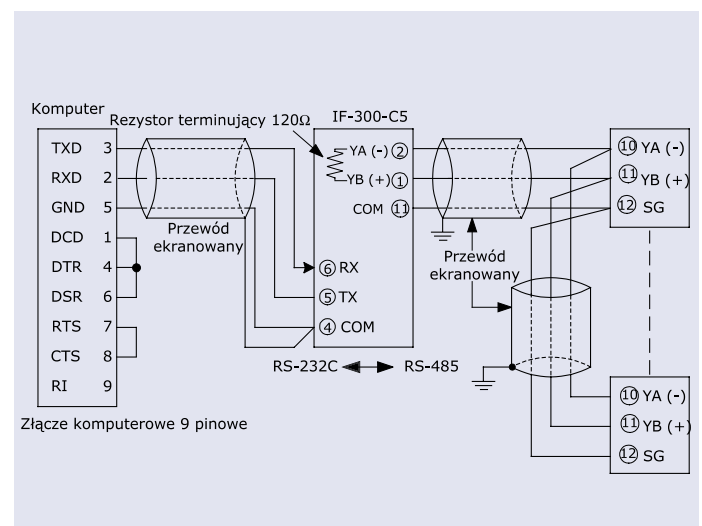 Komputer
Rezystor terminujący 120Ω
IF-300-C5
TXD 3
RXD 2
GND 5
DCD 1
DTR 4
DSR 6
RTS 7
CTS 8
RI 9
Złącze komputerowe 9 pinowe
Przewód
ekranowany
YA (-) ②
YB (+) ①
COM ⑪
⑥ RX
⑤ TX
④ COM
RS-232C
RS-485
Przewód
ekranowany
⑩ YA (-)
⑪ YB (+)
⑫ SG
⑩ YA (-)
⑪ YB (+)
⑫ SG